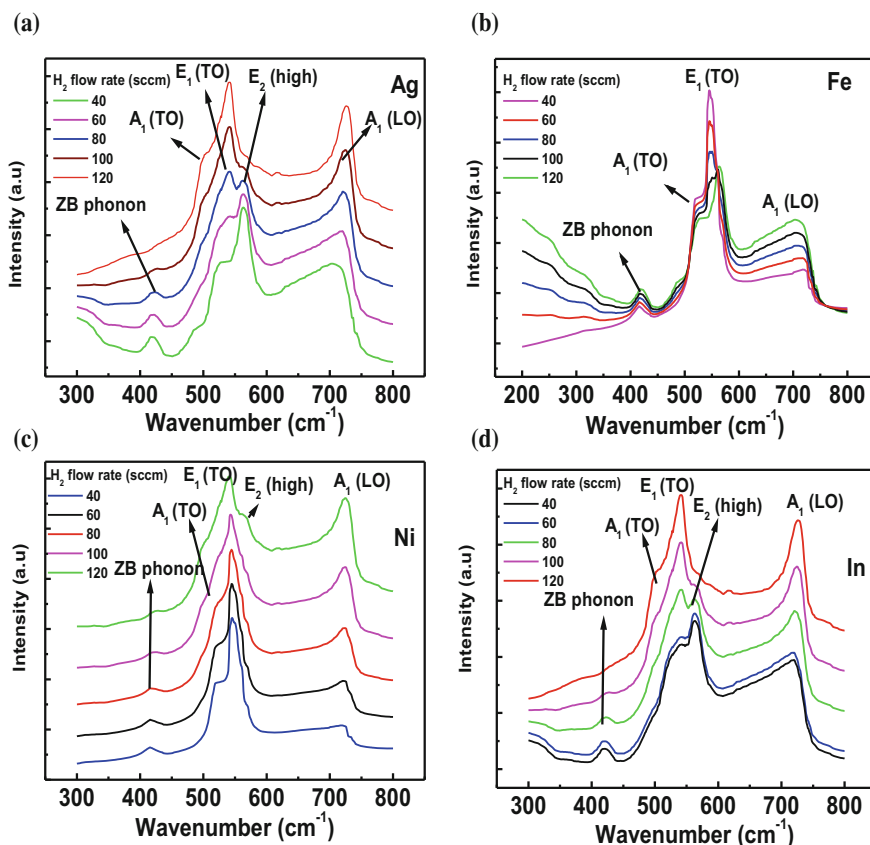 (a)
H₂ flow rate (sccm)
40
60
80
100
120
E₁ (TO)
E₂ (high)
Ag
A₁ (TO)
A₁ (LO)
ZB phonon
Intensity (a.u)
300 400 500 600 700 800
Wavenumber (cm⁻¹)
(b)
H₂ flow rate (sccm)
40
60
80
100
120
E₁ (TO)
Fe
A₁ (TO)
A₁ (LO)
ZB phonon
Intensity (a.u)
200 300 400 500 600 700 800
Wavenumber (cm⁻¹)
(c)
H₂ flow rate (sccm)
40
60
80
100
120
E₁ (TO)
E₂ (high)
A₁ (LO)
A₁ (TO)
Ni
ZB phonon
Intensity (a.u)
300 400 500 600 700 800
Wavenumber (cm⁻¹)
(d)
H₂ flow rate (sccm)
40
60
80
100
120
E₁ (TO)
E₂ (high)
A₁ (LO)
A₁ (TO)
In
ZB phonon
Intensity (a.u)
300 400 500 600 700 800
Wavenumber (cm⁻¹)